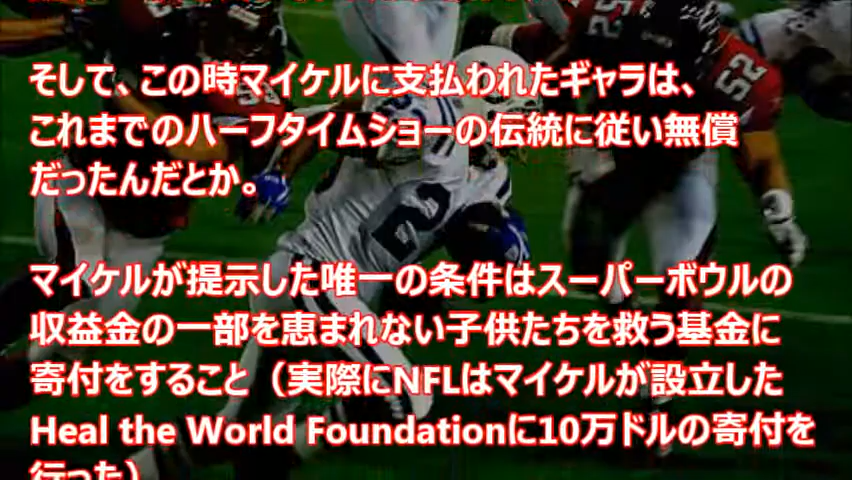 そして、この時マイケルに支払われたギャラは、
これまでのハーフタイムショーの伝統に従い無償
だったんだとか。
マイケルが提示した唯一の条件はスーパーボウルの
収益金の一部を恵まれない子供たちを救う基金に
寄付をすること（実際にNFLはマイケルが設立した
Heal the World Foundationに10万ドルの寄付を
行った）
52
2